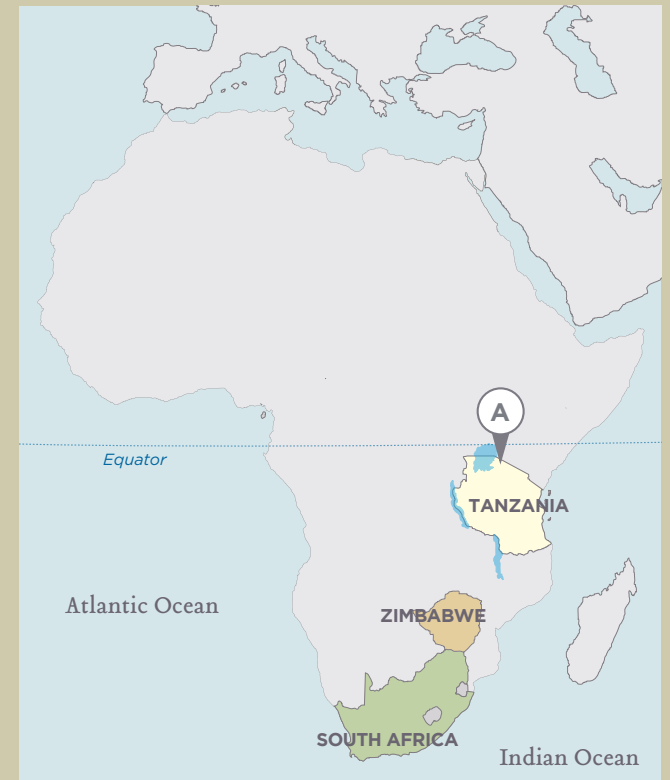 A
Equator
TANZANIA
Atlantic Ocean
ZIMBABWE
SOUTH AFRICA
Indian Ocean